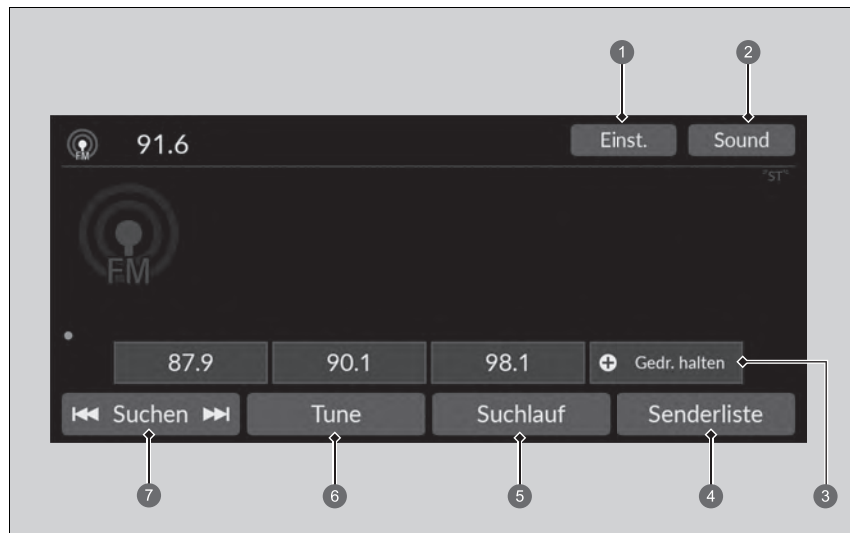 1 2
FM 91.6 Einst. Sound
"ST"
FM
87.9 90.1 98.1 Gedr. halten
Suchen Tune Suchlauf Senderliste
7 6 5 4 3